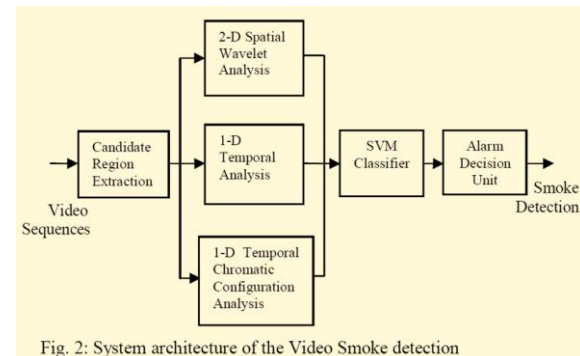 2-D Spatial
Wavelet
Analysis
Candidate
Region
Extraction
1-D
Temporal
Analysis
SVM
Classifier
Alarm
Decision
Unit
Video
Sequences
Smoke
Detection
1-D Temporal
Chromatic
Configuration
Analysis
Fig. 2: System architecture of the Video Smoke detection